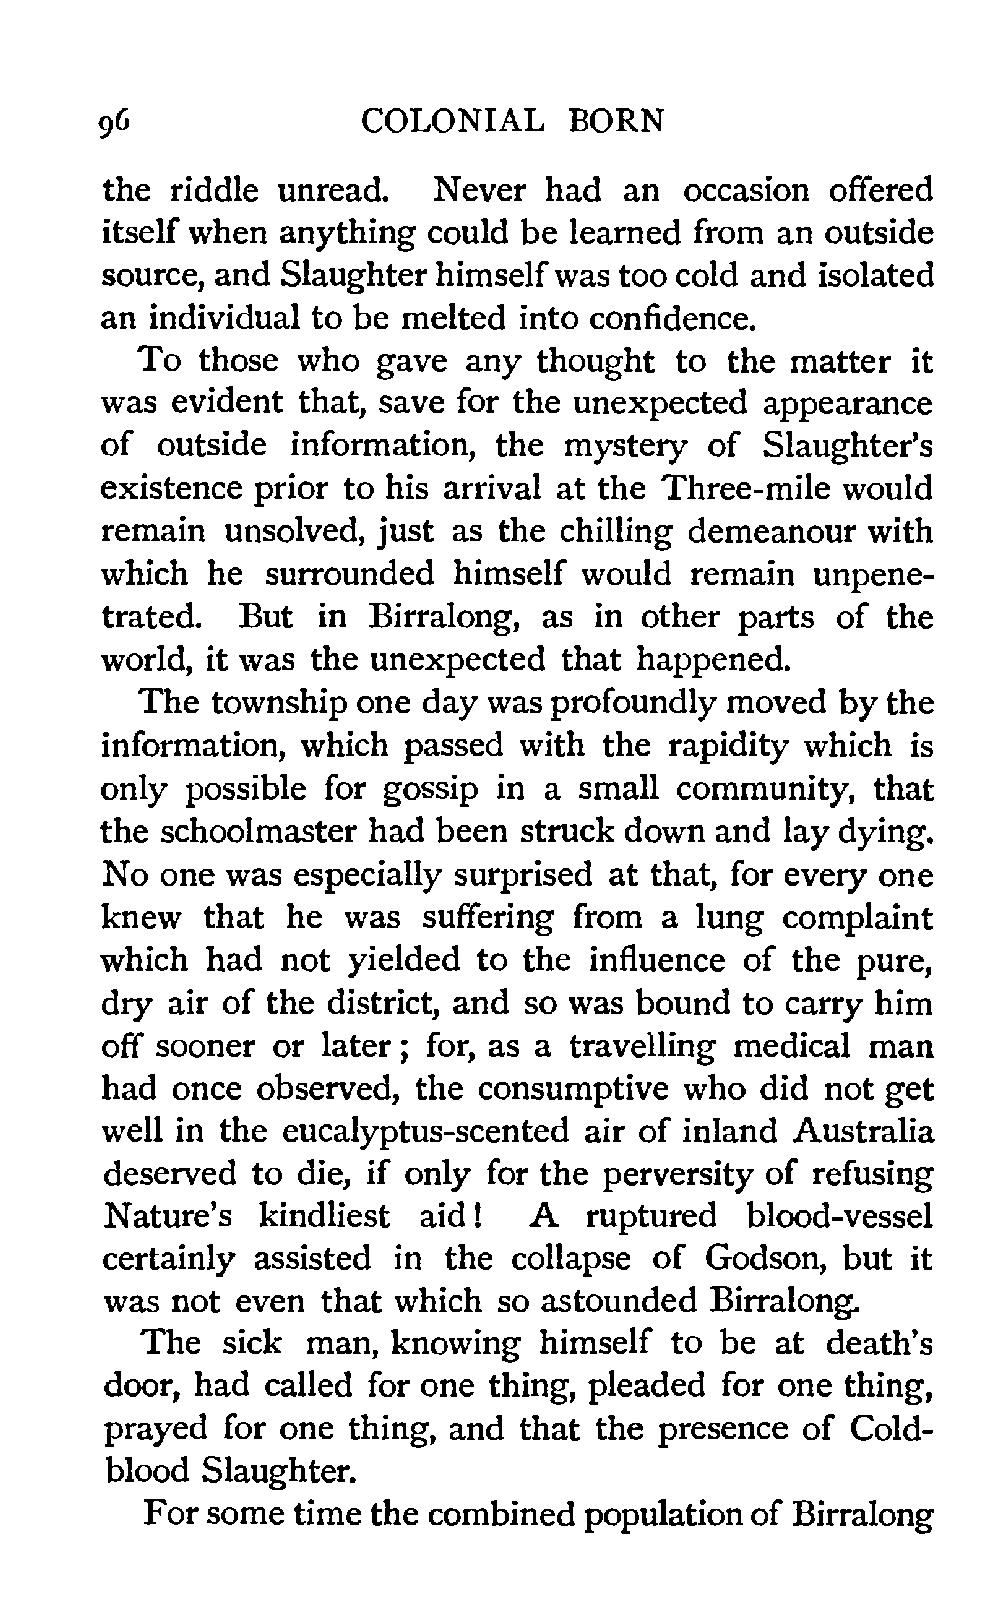 96 COLONIAL BORN
the riddle unread. Never had an occasion offered
itself when anything could be learned from an outside
source, and Slaughter himself was too cold and isolated
an individual to be melted into confidence.
To those who gave any thought to the matter it
was evident that, save for the unexpected appearance
of outside information, the mystery of Slaughter's
existence prior to his arrival at the Three-mile would
remain unsolved, just as the chilling demeanour with
which he surrounded himself would remain unpene-
trated. But in Birralong, as in other parts of the
world, it was the unexpected that happened.
The township one day was profoundly moved by the
information, which passed with the rapidity which is
only possible for gossip in a small community, that
the schoolmaster had been struck down and lay dying.
No one was especially surprised at that, for every one
knew that he was suffering from a lung complaint
which had not yielded to the influence of the pure,
dry air of the district, and so was bound to carry him
off sooner or later; for, as a travelling medical man
had once observed, the consumptive who did not get
well in the eucalyptus-scented air of inland Australia
deserved to die, if only for the perversity of refusing
Nature's kindliest aid! A ruptured blood-vessel
certainly assisted in the collapse of Godson, but it
was not even that which so astounded Birralong.
The sick man, knowing himself to be at death's
door, had called for one thing, pleaded for one thing,
prayed for one thing, and that the presence of Cold-
blood Slaughter.
For some time the combined population of Birralong